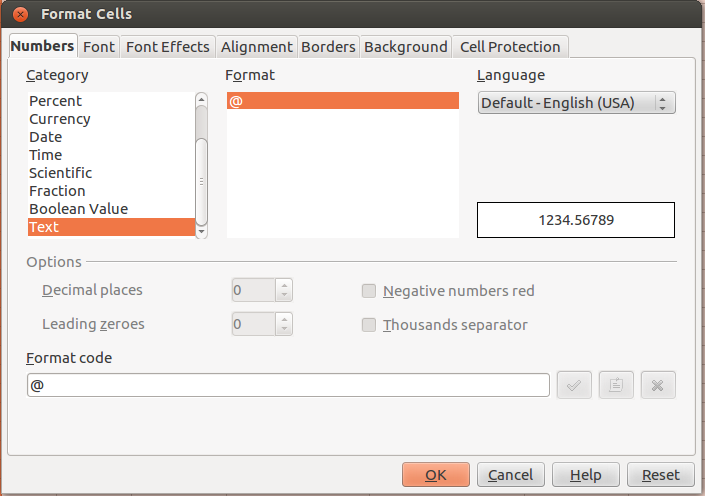 Format Cells
Numbers Font Font Effects Alignment Borders Background Cell Protection
Category Format Language
Percent
Currency
Date
Time
Scientific
Fraction
Boolean Value
Text
@
Default - English (USA)
1234.56789
Options
Decimal places 0 Negative numbers red
Leading zeroes 0 Thousands separator
Format code
@
OK Cancel Help Reset